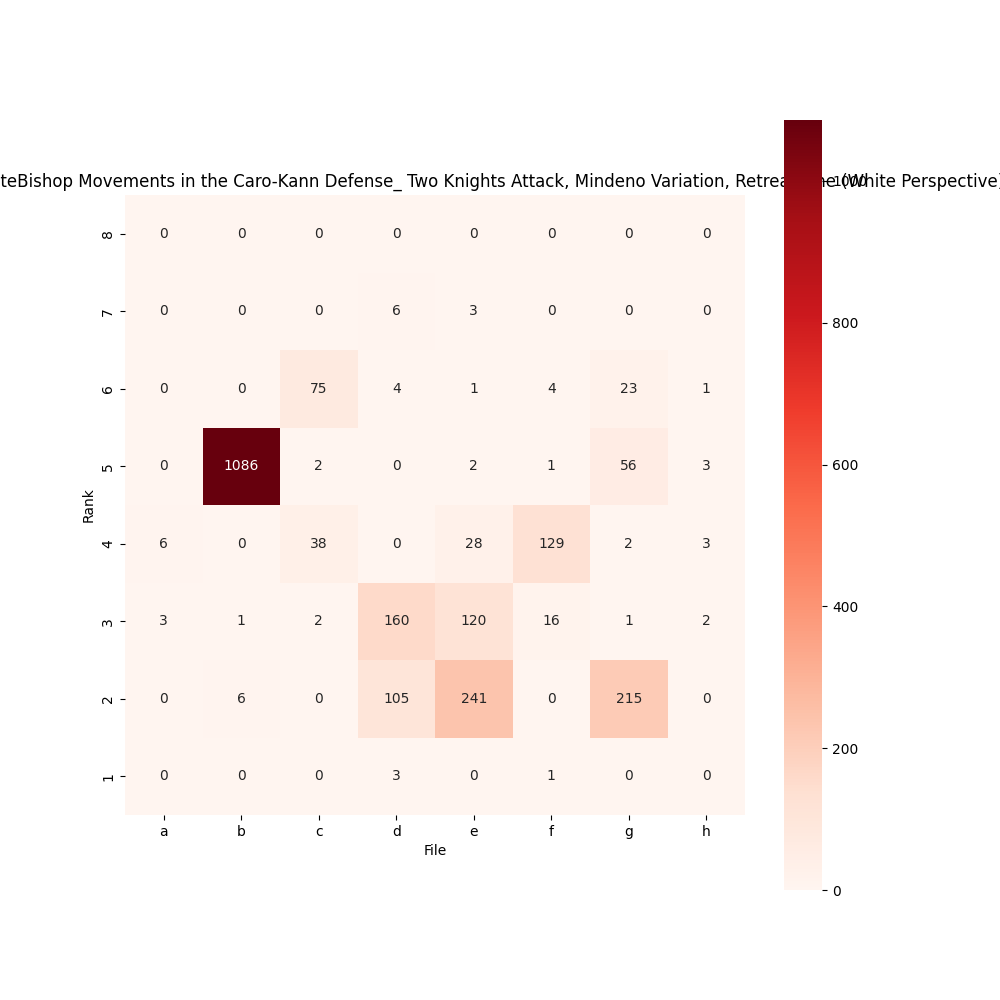 teBishop Movements in the Caro-Kann Defense_ Two Knights Attack, Mindeno Variation, Retreat Line (White Perspective)
1000
8 0 0 0 0 0 0 0 0
7 0 0 0 6 3 0 0 0
800
6 0 0 75 4 1 4 23 1
5 0 1086 2 0 2 1 56 3
600
Rank
4 6 0 38 0 28 129 2 3
400
3 3 1 2 160 120 16 1 2
2 0 6 0 105 241 0 215 0
200
1 0 0 0 3 0 1 0 0
a b c d e f g h
File
0